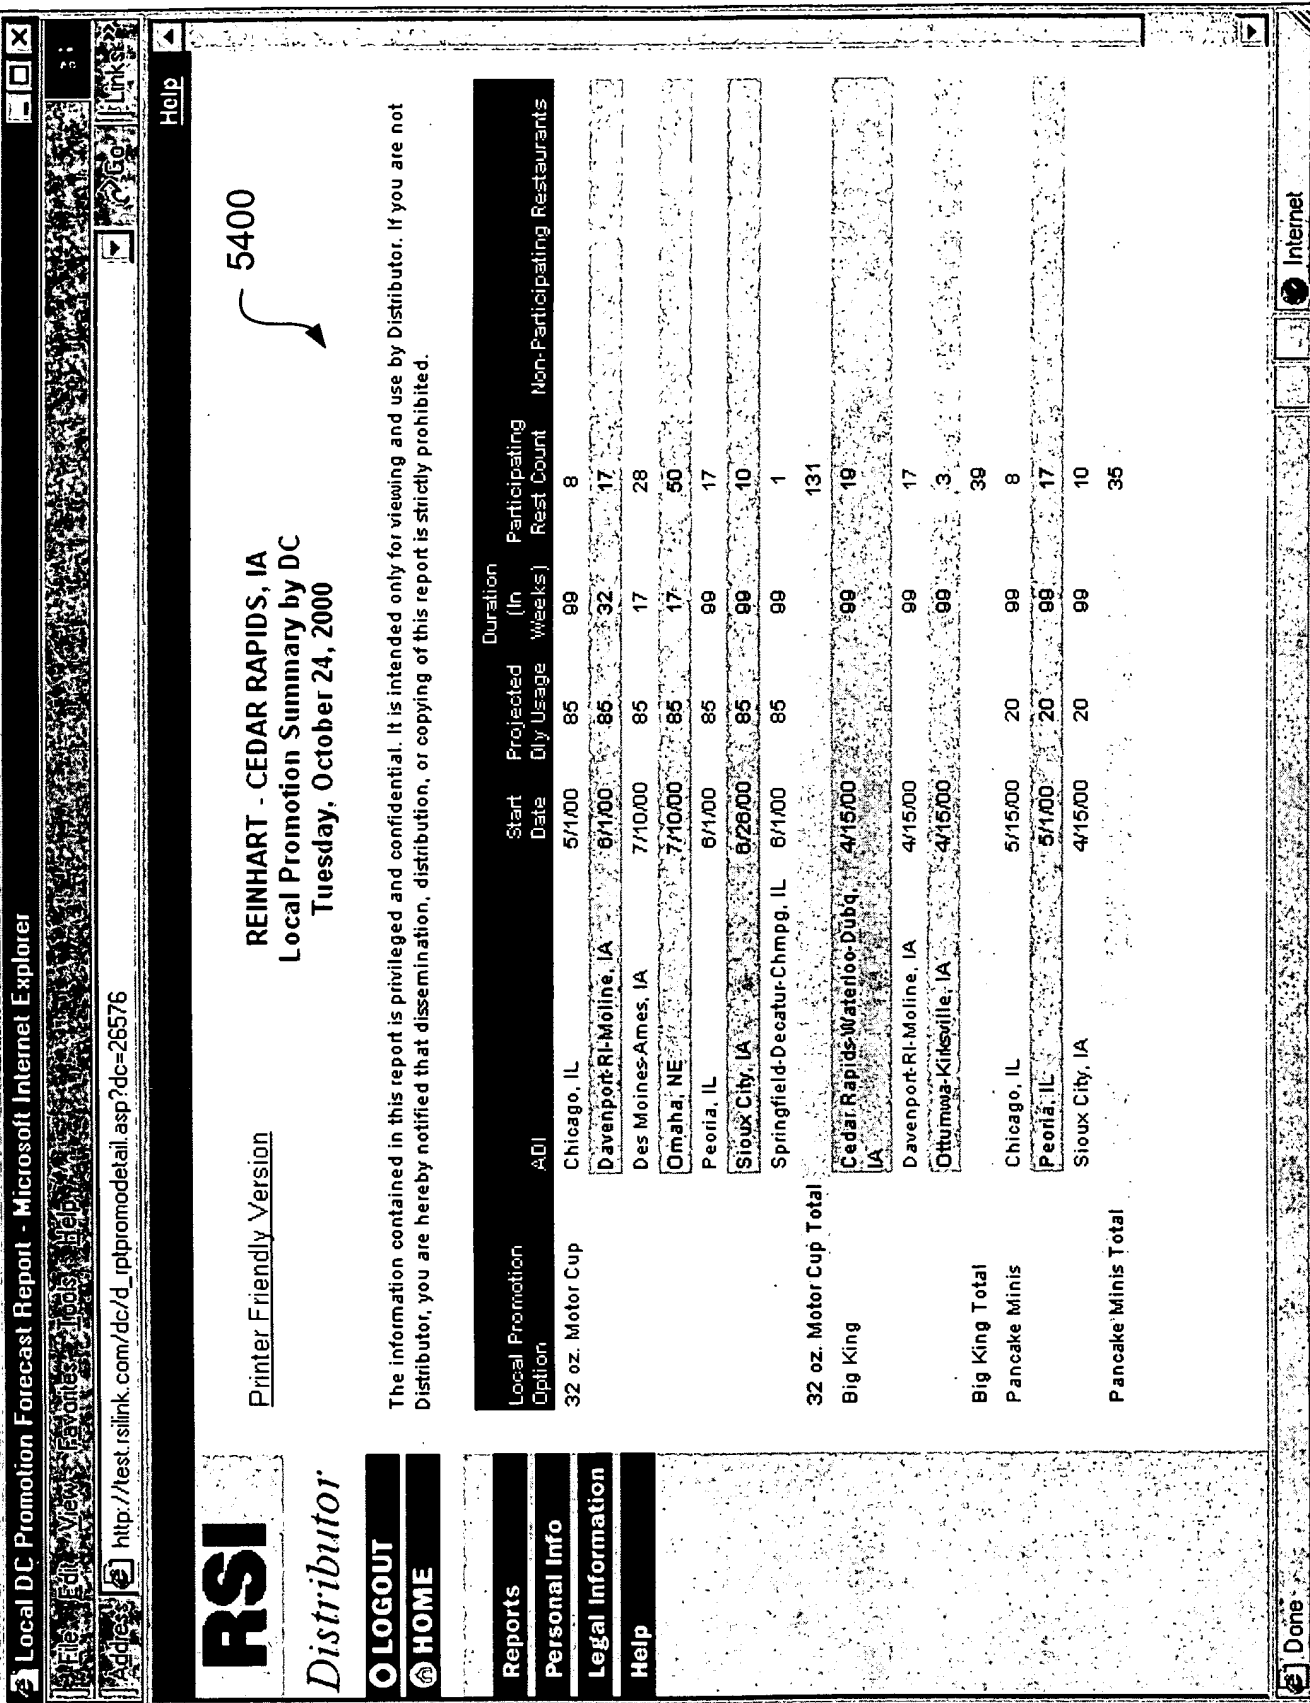 Local DC Promotion Forecast Report - Microsoft Internet Explorer
File Edit View Favorites Tools Help
Address http://test.rsilink.com/dc/d_rptpromodetail.asp?dc=26576 Go Links »
Help
RSI
Distributor
LOGOUT
HOME
Reports
Personal Info
Legal Information
Help
Printer Friendly Version
REINHART - CEDAR RAPIDS, IA
Local Promotion Summary by DC
Tuesday, October 24, 2000
5400
The information contained in this report is privileged and confidential. It is intended only for viewing and use by Distributor. If you are not
Distributor, you are hereby notified that dissemination, distribution, or copying of this report is strictly prohibited.
Duration
Local Promotion Start Projected (In Participating
Option ADI Date Dly Usage Weeks) Rest Count Non-Participating Restaurants
32 oz. Motor Cup Chicago, IL 5/1/00 85 99 8
Davenport-RI-Moline, IA 6/1/00 85 32 17
Des Moines-Ames, IA 7/10/00 85 17 28
Omaha, NE 7/10/00 85 17 50
Peoria, IL 6/1/00 85 99 17
Sioux City, IA 6/26/00 85 99 10
Springfield-Decatur-Chmpg, IL 6/1/00 85 99 1
32 oz. Motor Cup Total 131
Big King Cedar Rapids-Waterloo-Dubq, 4/15/00 99 19
IA
Davenport-RI-Moline, IA 4/15/00 99 17
Ottumwa-Kirksville, IA 4/15/00 99 3
Big King Total 39
Pancake Minis Chicago, IL 5/15/00 20 99 8
Peoria, IL 5/1/00 20 99 17
Sioux City, IA 4/15/00 20 99 10
Pancake Minis Total 35
Done Internet